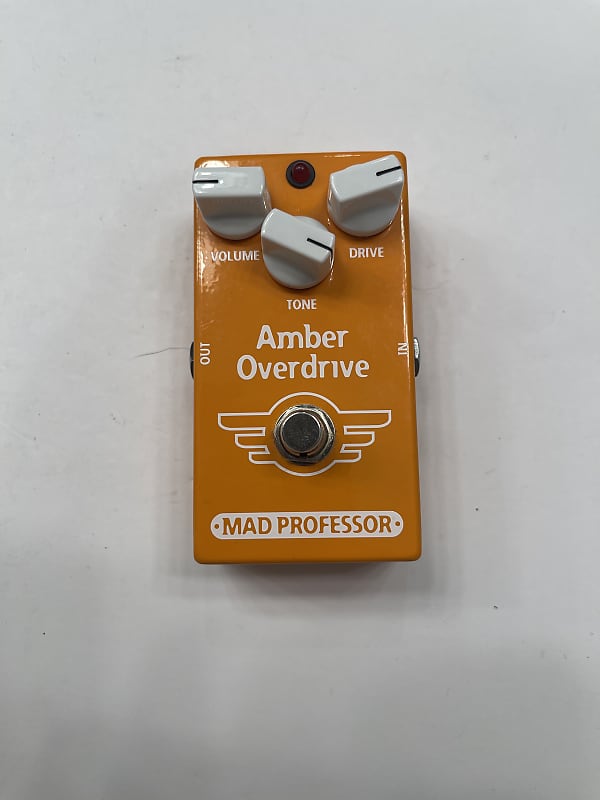 VOLUME
DRIVE
TONE
OUT
IN
Amber
Overdrive
MAD PROFESSOR